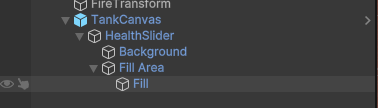 FireTransform
TankCanvas
HealthSlider
Background
Fill Area
Fill